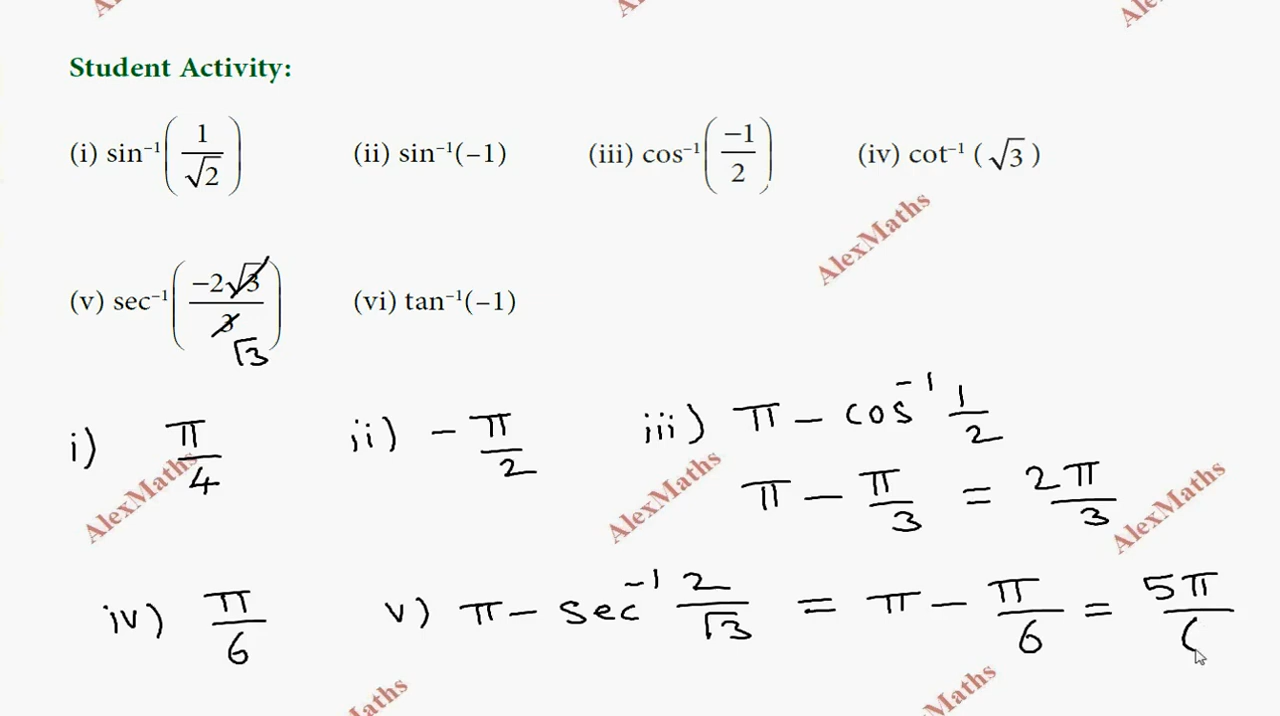 Student Activity:
(i) sin⁻¹(1/√2) (ii) sin⁻¹(−1) (iii) cos⁻¹(−1/2) (iv) cot⁻¹(√3)
AlexMaths
(v) sec⁻¹(−2√3/3) (vi) tan⁻¹(−1)
√3
i) π/4 ii) −π/2 iii) π − cos⁻¹ 1/2
π − π/3 = 2π/3
AlexMaths AlexMaths AlexMaths
iv) π/6 v) π − sec⁻¹ 2/√3 = π − π/6 = 5π/
Maths AlexMaths